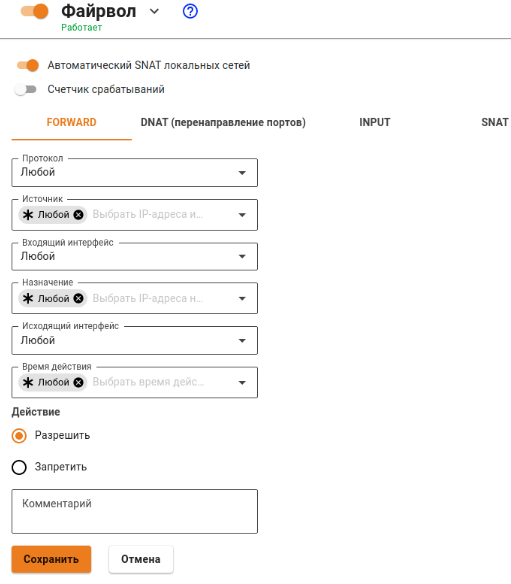 Файрвол
Работает
Автоматический SNAT локальных сетей
Счетчик срабатываний
FORWARD DNAT (перенаправление портов) INPUT SNAT
Протокол
Любой
Источник
Любой Выбрать IP-адреса и...
Входящий интерфейс
Любой
Назначение
Любой Выбрать IP-адреса н...
Исходящий интерфейс
Любой
Время действия
Любой Выбрать время дейс...
Действие
Разрешить
Запретить
Комментарий
Сохранить Отмена